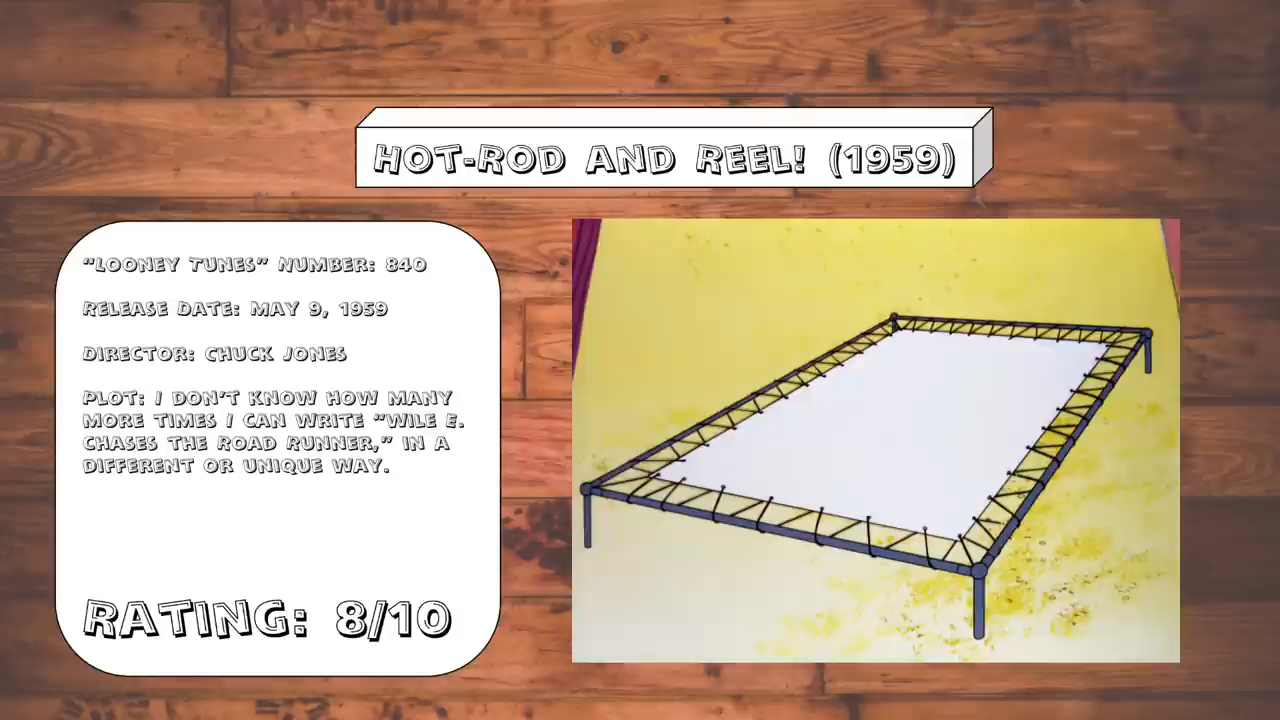 HOT-ROD AND REEL! (1959)
"LOONEY TUNES" NUMBER: 840
RELEASE DATE: MAY 9, 1959
DIRECTOR: CHUCK JONES
PLOT: I DON'T KNOW HOW MANY
MORE TIMES I CAN WRITE "WILE E.
CHASES THE ROAD RUNNER," IN A
DIFFERENT OR UNIQUE WAY.
RATING: 8/10